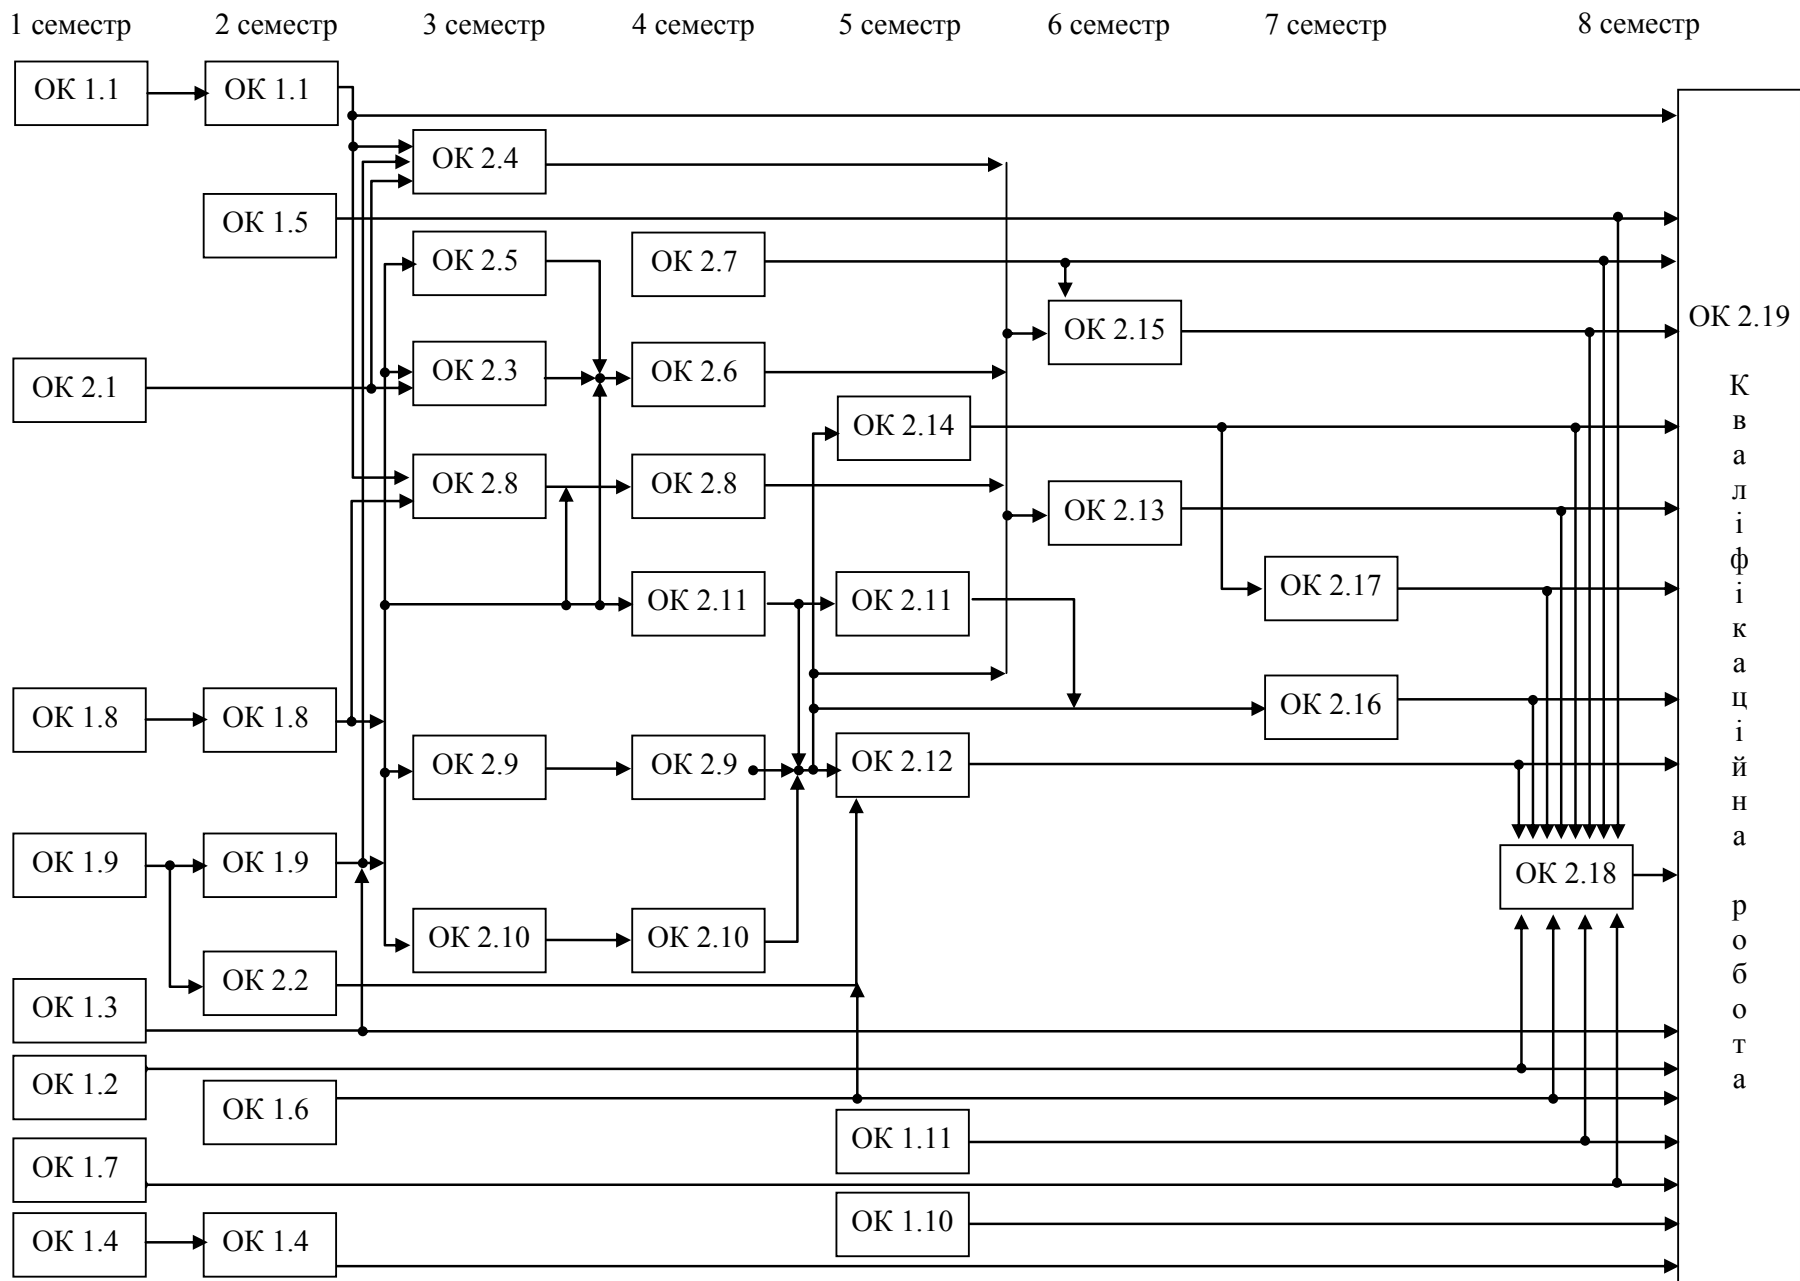 1 семестр 2 семестр 3 семестр 4 семестр 5 семестр 6 семестр 7 семестр 8 семестр
ОК 1.1 ОК 1.1
ОК 2.4
ОК 1.5
ОК 2.5 ОК 2.7
ОК 2.15 ОК 2.19
ОК 2.1 ОК 2.3 ОК 2.6
ОК 2.14
ОК 2.8 ОК 2.8
ОК 2.13
ОК 2.11 ОК 2.11 ОК 2.17
ОК 1.8 ОК 1.8 ОК 2.16
ОК 2.9 ОК 2.9 ОК 2.12
ОК 1.9 ОК 1.9 ОК 2.18
ОК 2.10 ОК 2.10
ОК 2.2
ОК 1.3
ОК 1.2
ОК 1.6
ОК 1.11
ОК 1.7
ОК 1.10
ОК 1.4 ОК 1.4
Кваліфікаційна робота